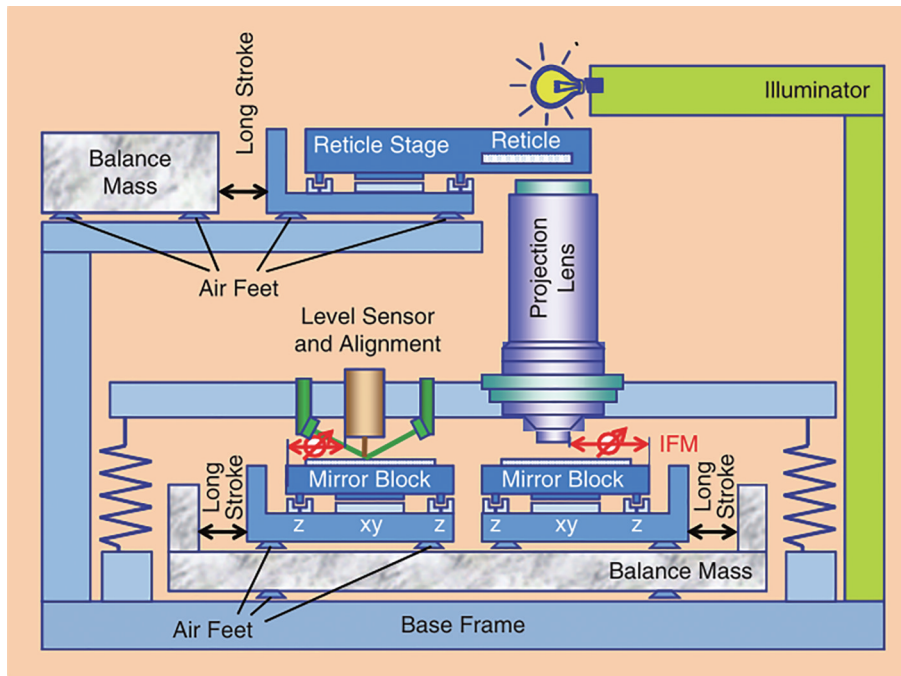 Illuminator
Long Stroke
Balance
Mass
Reticle Stage
Reticle
Air Feet
Projection
Lens
Level Sensor
and Alignment
IFM
Mirror Block
Mirror Block
Long
Stroke
z xy z
z xy z
Long
Stroke
Balance Mass
Air Feet
Base Frame